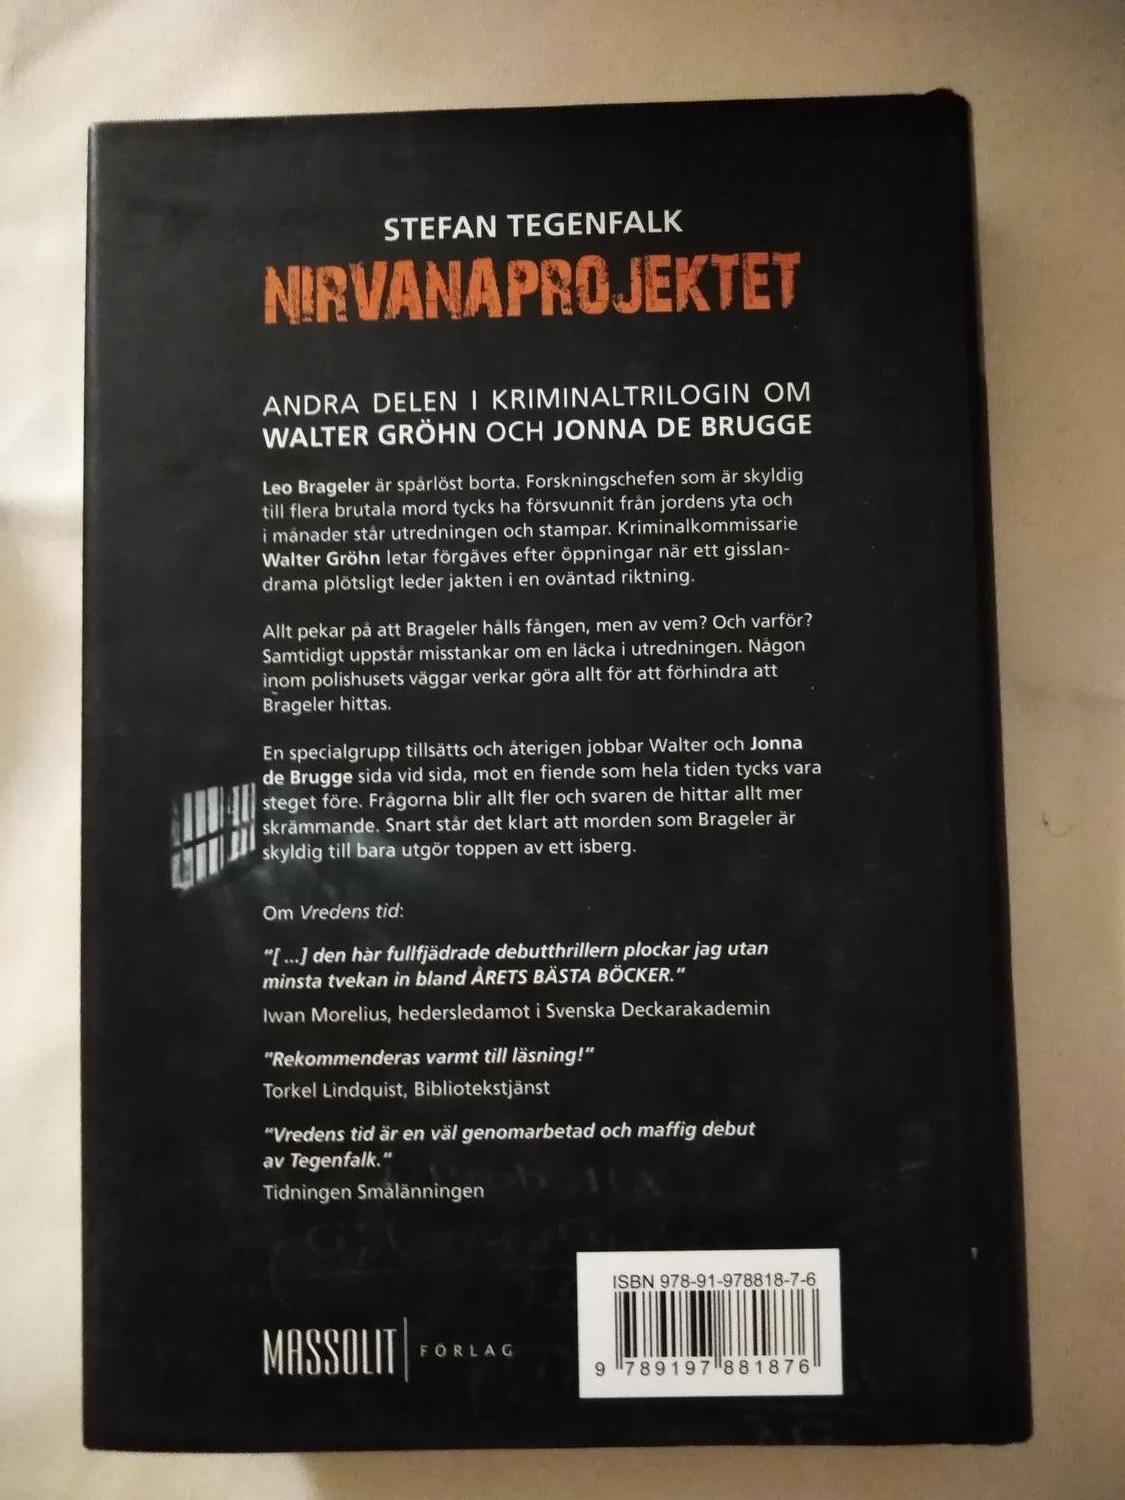 STEFAN TEGENFALK
NIRVANAPROJEKTET
ANDRA DELEN I KRIMINALTRILOGIN OM
WALTER GRÖHN OCH JONNA DE BRUGGE
Leo Brageler är spårlöst borta. Forskningschefen som är skyldig
till flera brutala mord tycks ha försvunnit från jordens yta och
i månader står utredningen och stampar. Kriminalkommissarie
Walter Gröhn letar förgäves efter öppningar när ett gisslan-
drama plötsligt leder jakten i en oväntad riktning.
Allt pekar på att Brageler hålls fången, men av vem? Och varför?
Samtidigt uppstår misstankar om en läcka i utredningen. Någon
inom polishusets väggar verkar göra allt för att förhindra att
Brageler hittas.
En specialgrupp tillsätts och återigen jobbar Walter och Jonna
de Brugge sida vid sida, mot en fiende som hela tiden tycks vara
steget före. Frågorna blir allt fler och svaren de hittar allt mer
skrämmande. Snart står det klart att morden som Brageler är
skyldig till bara utgör toppen av ett isberg.
Om Vredens tid:
"[ ...] den här fullfjädrade debutthrillern plockar jag utan
minsta tvekan in bland ÅRETS BÄSTA BÖCKER."
Iwan Morelius, hedersledamot i Svenska Deckarakademin
"Rekommenderas varmt till läsning!"
Torkel Lindquist, Bibliotekstjänst
"Vredens tid är en väl genomarbetad och maffig debut
av Tegenfalk."
Tidningen Smålänningen
ISBN 978-91-978818-7-6
MASSOLIT FÖRLAG
9 789197 881876